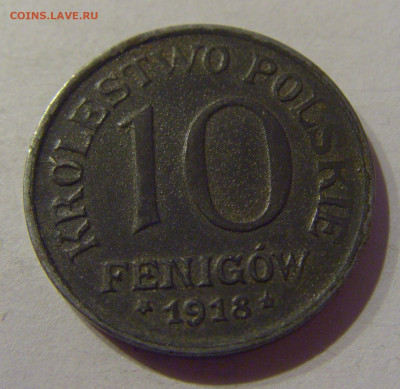 COINS.LAVE.RU
KRÓLESTWO POLSKIE
10
FENIGÓW
* 1918 *